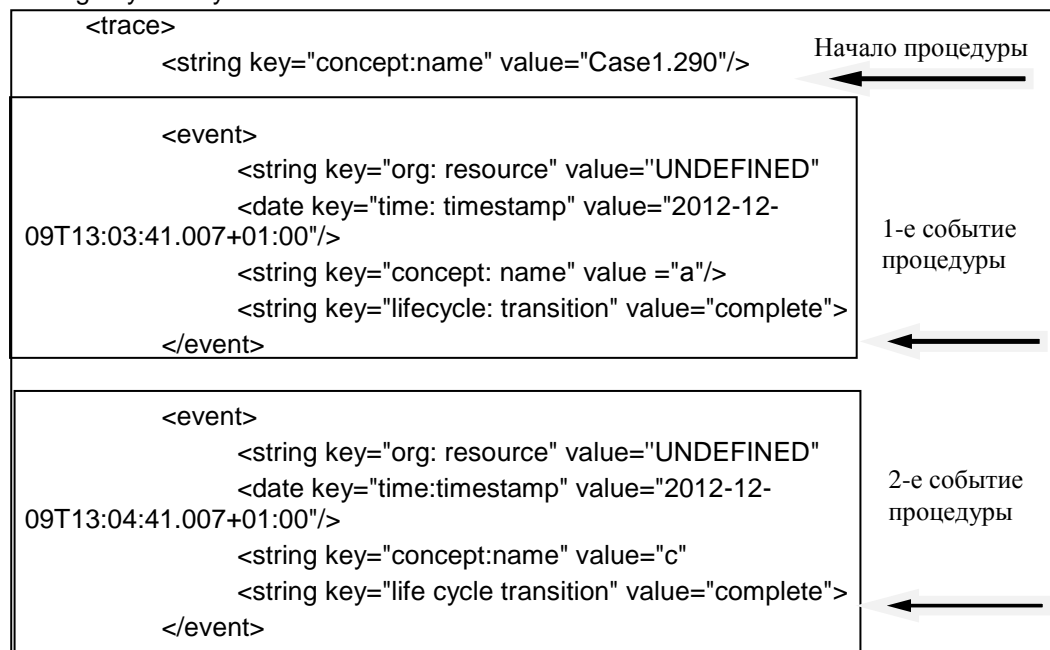 <trace>
Начало процедуры
<string key="concept:name" value="Case1.290"/>
<event>
<string key="org: resource" value="UNDEFINED"
<date key="time: timestamp" value="2012-12-
09T13:03:41.007+01:00"/>
1-е событие
процедуры
<string key="concept: name" value ="a"/>
<string key="lifecycle: transition" value="complete">
</event>
<event>
<string key="org: resource" value="UNDEFINED"
<date key="time:timestamp" value="2012-12-
09T13:04:41.007+01:00"/>
2-е событие
процедуры
<string key="concept:name" value="c"
<string key="life cycle transition" value="complete">
</event>